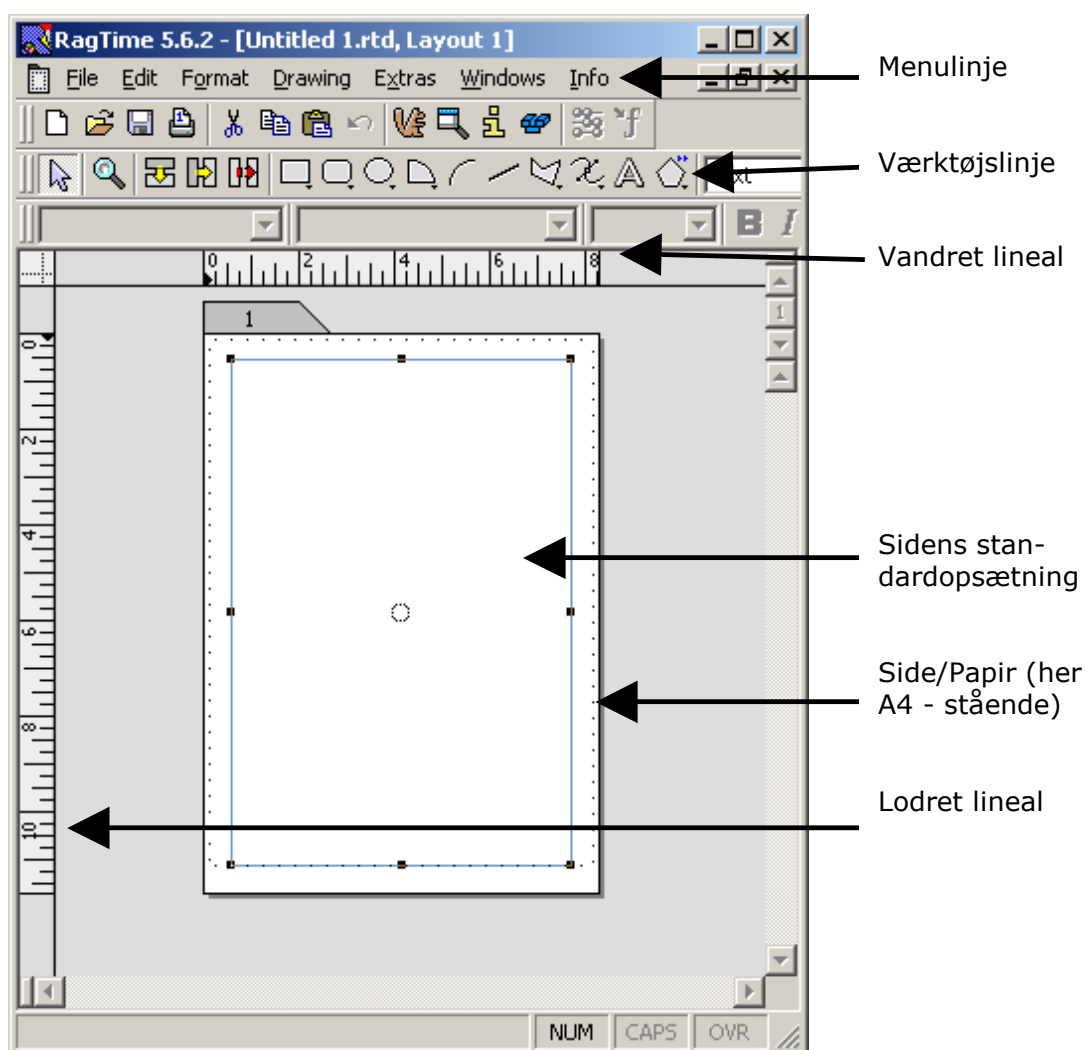 RagTime 5.6.2 - [Untitled 1.rtd, Layout 1]
File Edit Format Drawing Extras Windows Info
Menulinje
Værktøjslinje
B I
Vandret lineal
0 2 4 6 8
1
1
0
2
4
6
8
10
Sidens stan-
dardopsætning
Side/Papir (her
A4 - stående)
Lodret lineal
NUM CAPS OVR